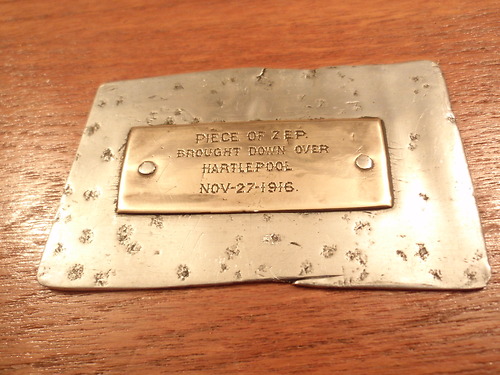 PIECE OF ZEP.
BROUGHT DOWN OVER
HARTLEPOOL
NOV-27-1916.